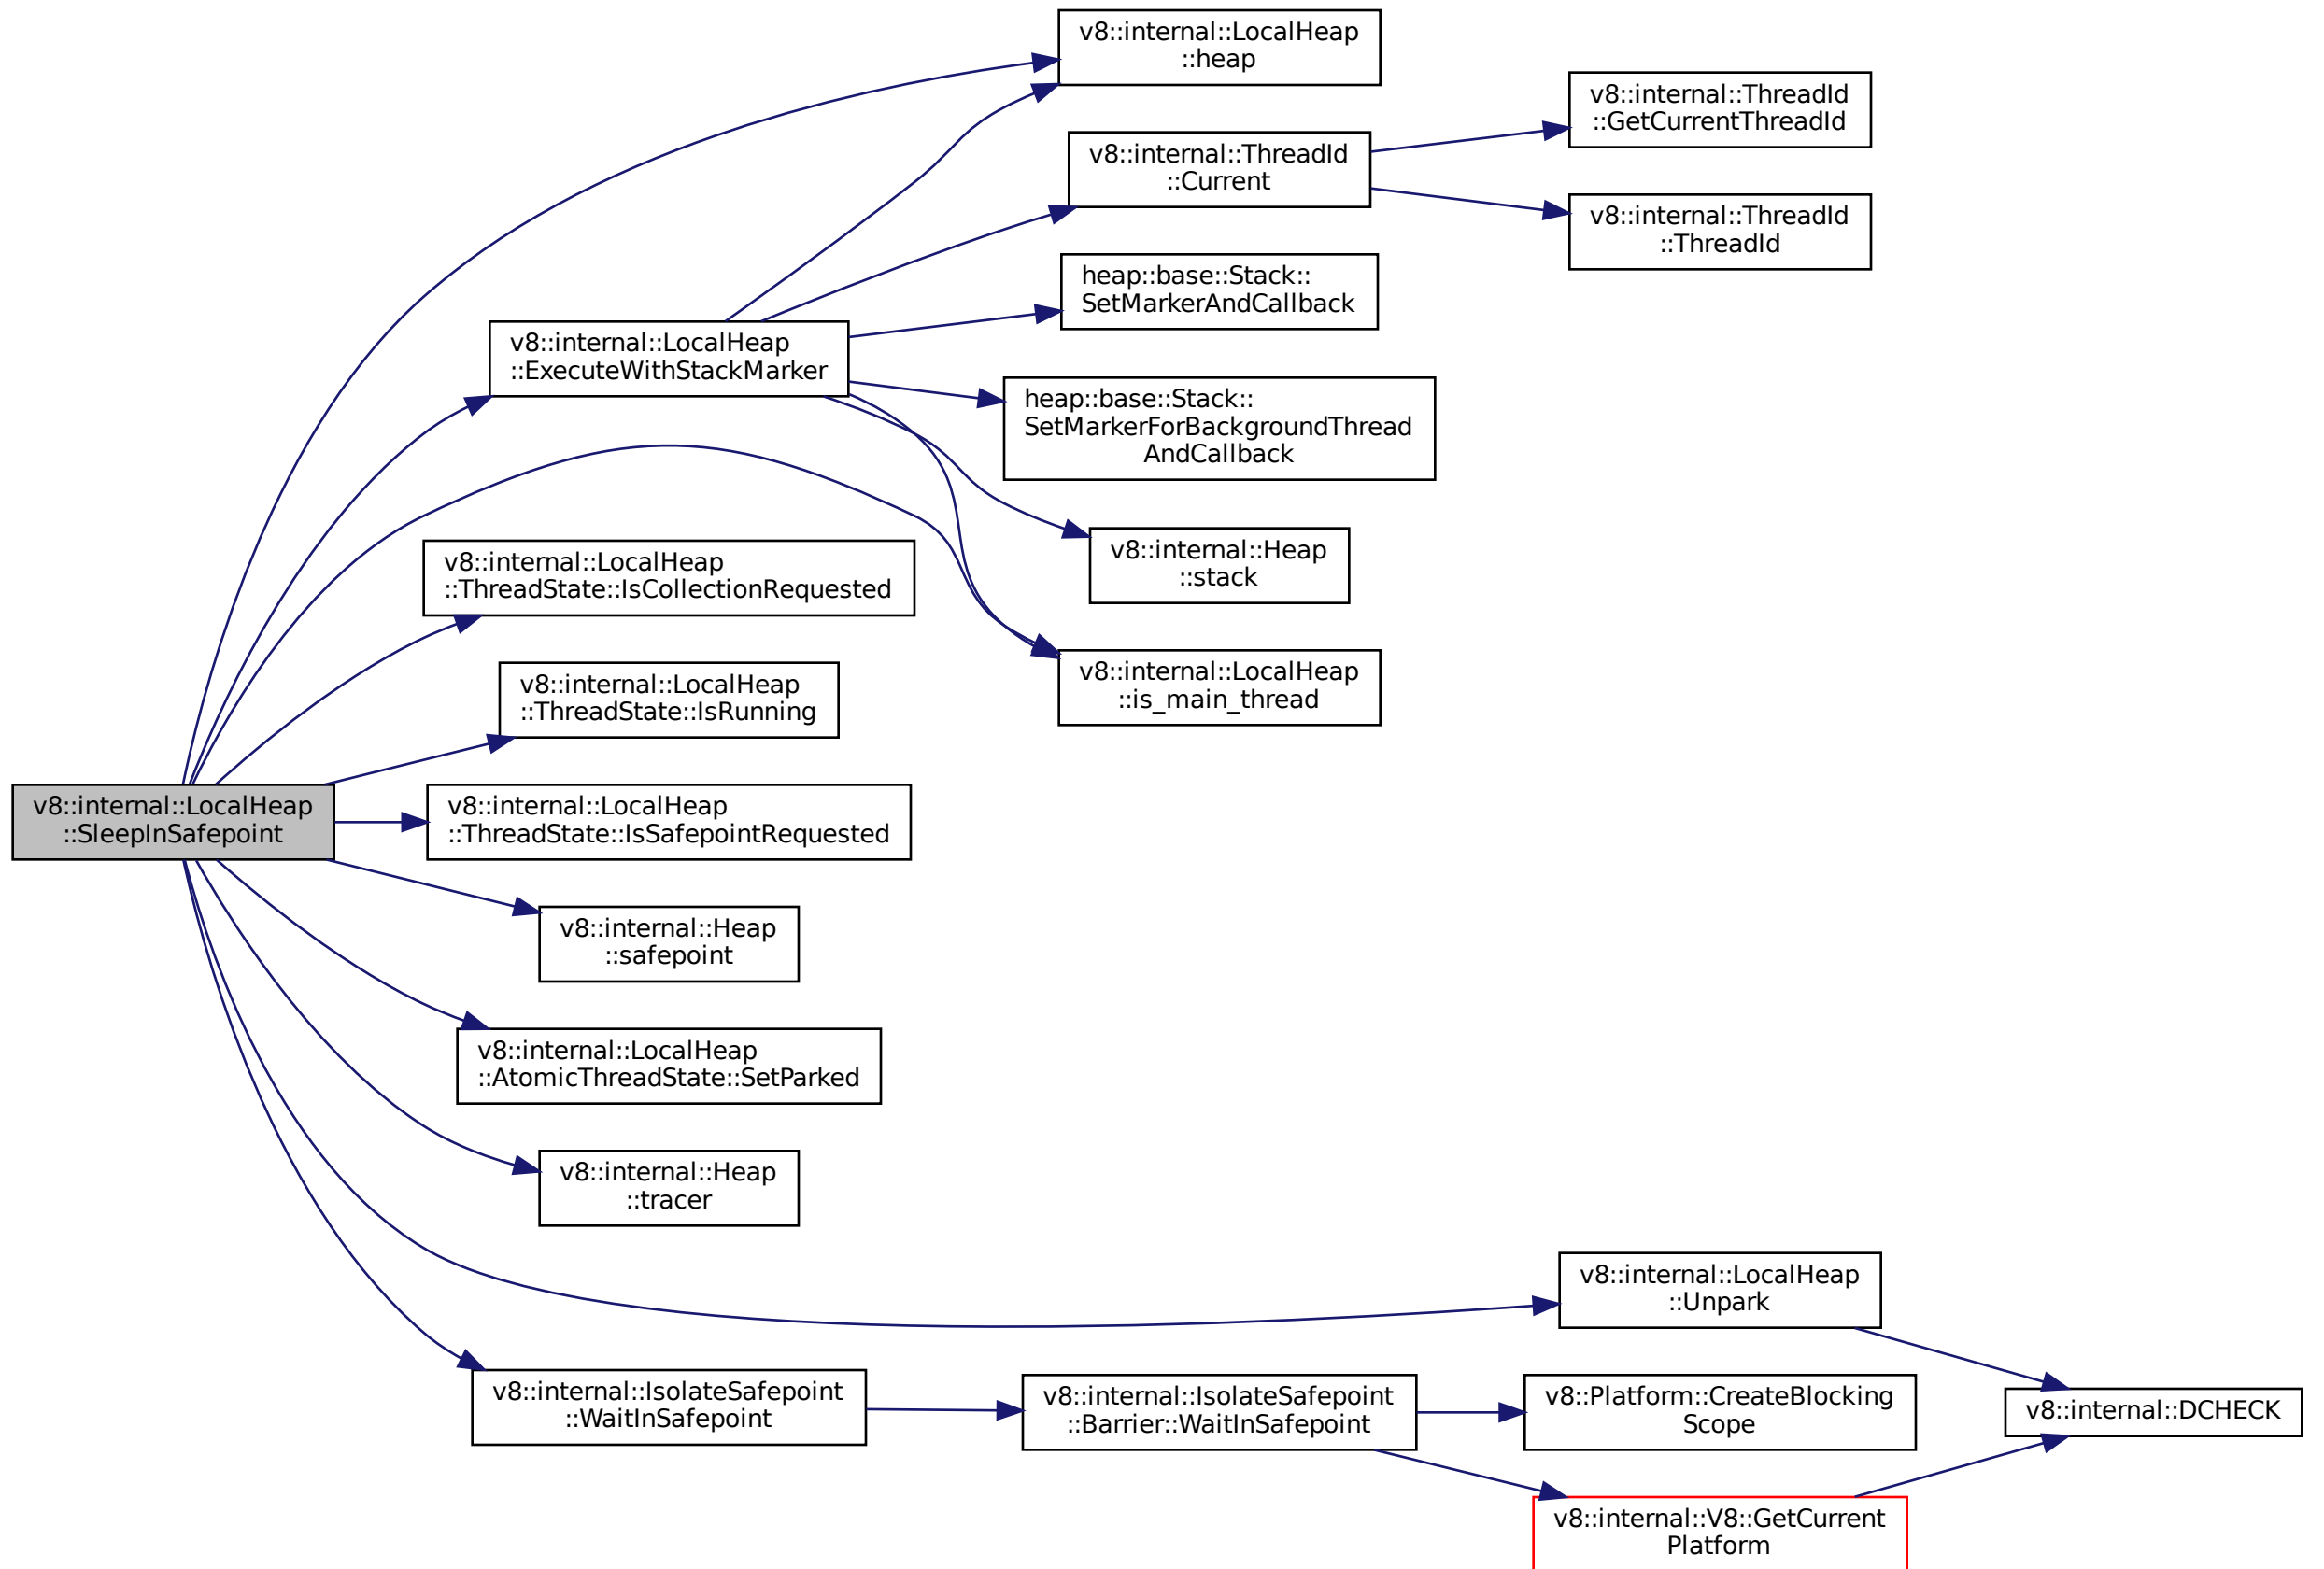 v8::internal::LocalHeap
::heap
v8::internal::ThreadId
::GetCurrentThreadId
v8::internal::ThreadId
::Current
v8::internal::ThreadId
::ThreadId
heap::base::Stack::
SetMarkerAndCallback
v8::internal::LocalHeap
::ExecuteWithStackMarker
heap::base::Stack::
SetMarkerForBackgroundThread
AndCallback
v8::internal::LocalHeap
::ThreadState::IsCollectionRequested
v8::internal::Heap
::stack
v8::internal::LocalHeap
::ThreadState::IsRunning
v8::internal::LocalHeap
::is_main_thread
v8::internal::LocalHeap
::SleepInSafepoint
v8::internal::LocalHeap
::ThreadState::IsSafepointRequested
v8::internal::Heap
::safepoint
v8::internal::LocalHeap
::AtomicThreadState::SetParked
v8::internal::Heap
::tracer
v8::internal::LocalHeap
::Unpark
v8::internal::IsolateSafepoint
::WaitInSafepoint
v8::internal::IsolateSafepoint
::Barrier::WaitInSafepoint
v8::Platform::CreateBlocking
Scope
v8::internal::DCHECK
v8::internal::V8::GetCurrent
Platform